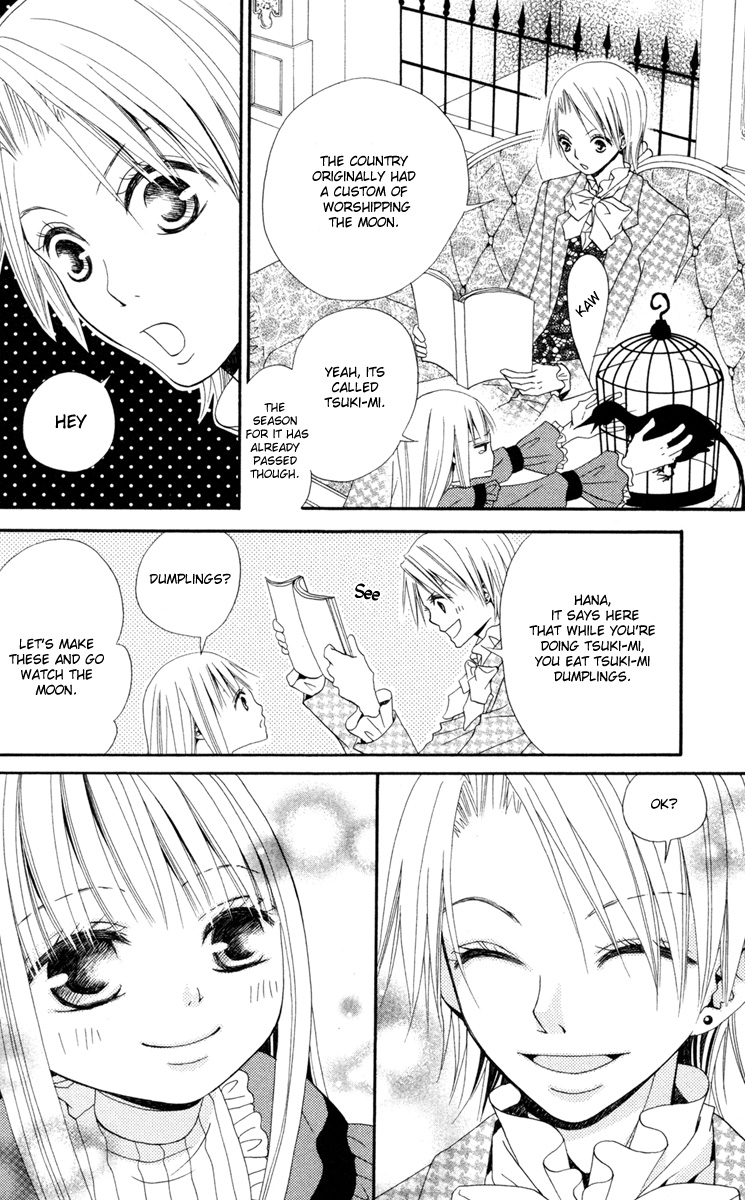 THE COUNTRY
ORIGINALLY HAD
A CUSTOM OF
WORSHIPPING
THE MOON.
KAW
YEAH, ITS
CALLED
TSUKI-MI.
THE
SEASON
FOR IT HAS
ALREADY
PASSED
THOUGH.
HEY
HANA,
IT SAYS HERE
THAT WHILE YOU'RE
DOING TSUKI-MI,
YOU EAT TSUKI-MI
DUMPLINGS.
See
DUMPLINGS?
LET'S MAKE
THESE AND GO
WATCH THE
MOON.
OK?